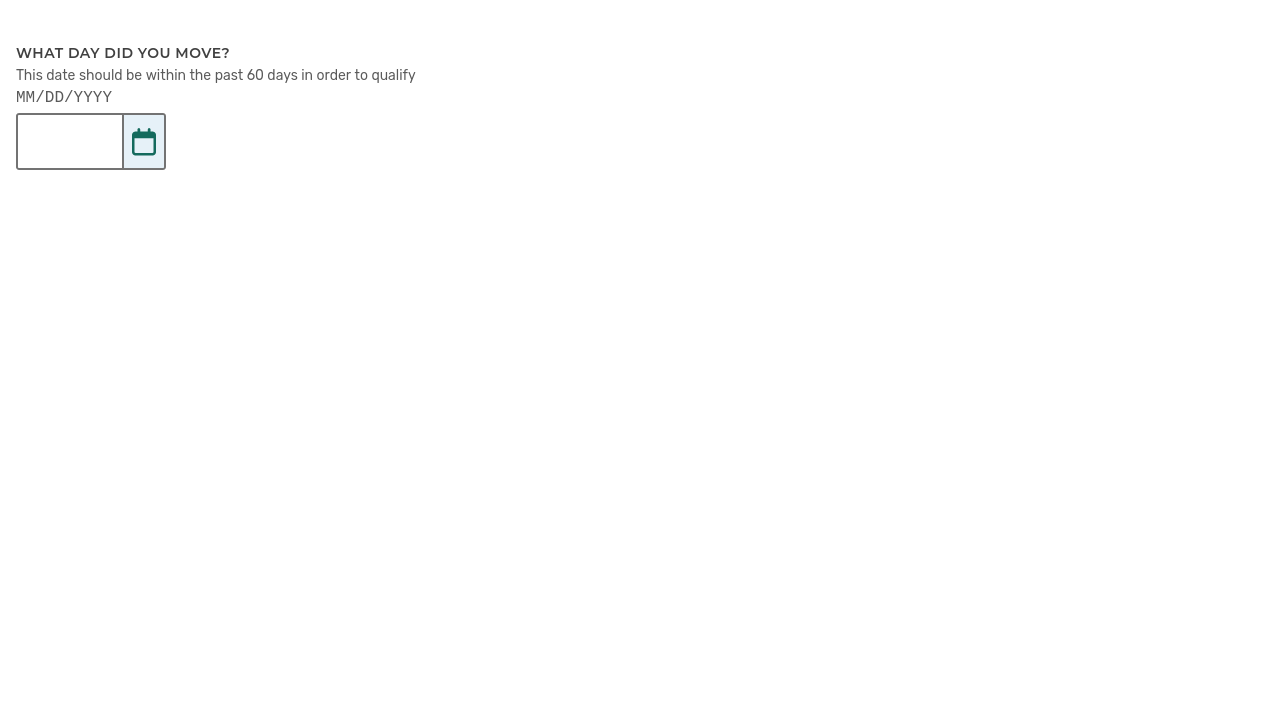 WHAT DAY DID YOU MOVE?
This date should be within the past 60 days in order to qualify
MM/DD/YYYY